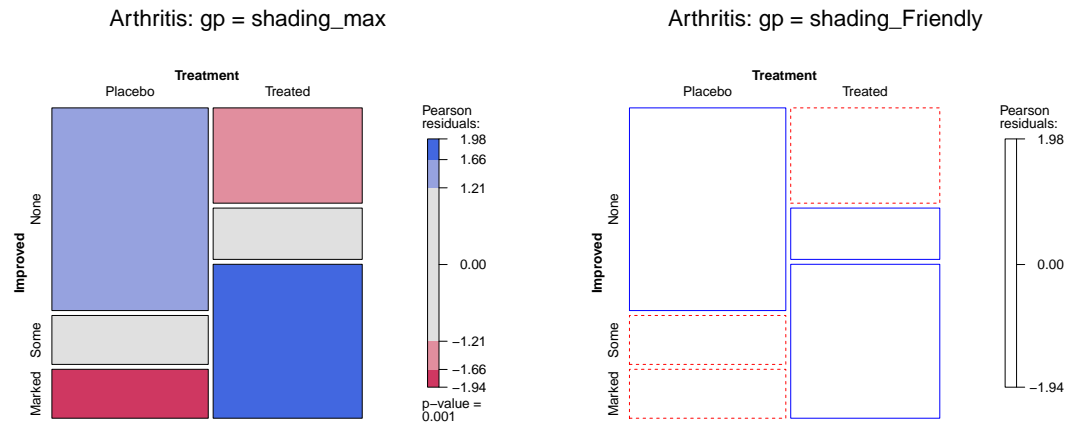 Arthritis: gp = shading_max
Treatment
Placebo Treated
Improved
None
Some
Marked
Pearson
residuals:
1.98
1.66
1.21
0.00
−1.21
−1.66
−1.94
p−value =
0.001
Arthritis: gp = shading_Friendly
Treatment
Placebo Treated
Improved
None
Some
Marked
Pearson
residuals:
1.98
0.00
−1.94